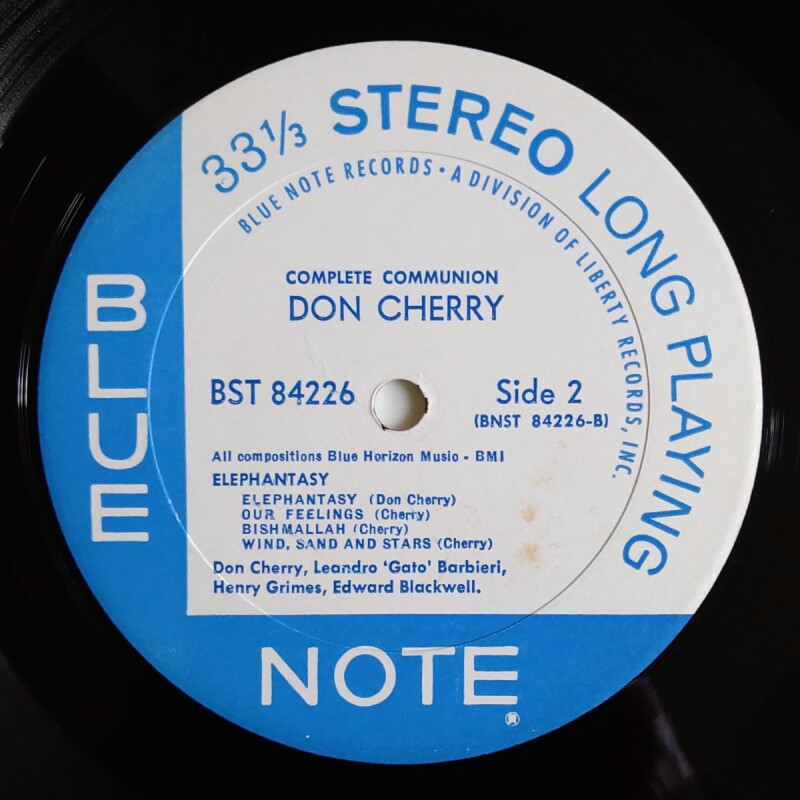 33⅓ STEREO LONG PLAYING
BLUE NOTE RECORDS • A DIVISION OF LIBERTY RECORDS, INC.
COMPLETE COMMUNION
DON CHERRY
BST 84226
Side 2
(BNST 84226-B)
All compositions Blue Horizon Music - BMI
ELEPHANTASY
ELEPHANTASY (Don Cherry)
OUR FEELINGS (Cherry)
BISHMALLAH (Cherry)
WIND, SAND AND STARS (Cherry)
Don Cherry, Leandro ‘Gato’ Barbieri,
Henry Grimes, Edward Blackwell.
BLUE
NOTE
®